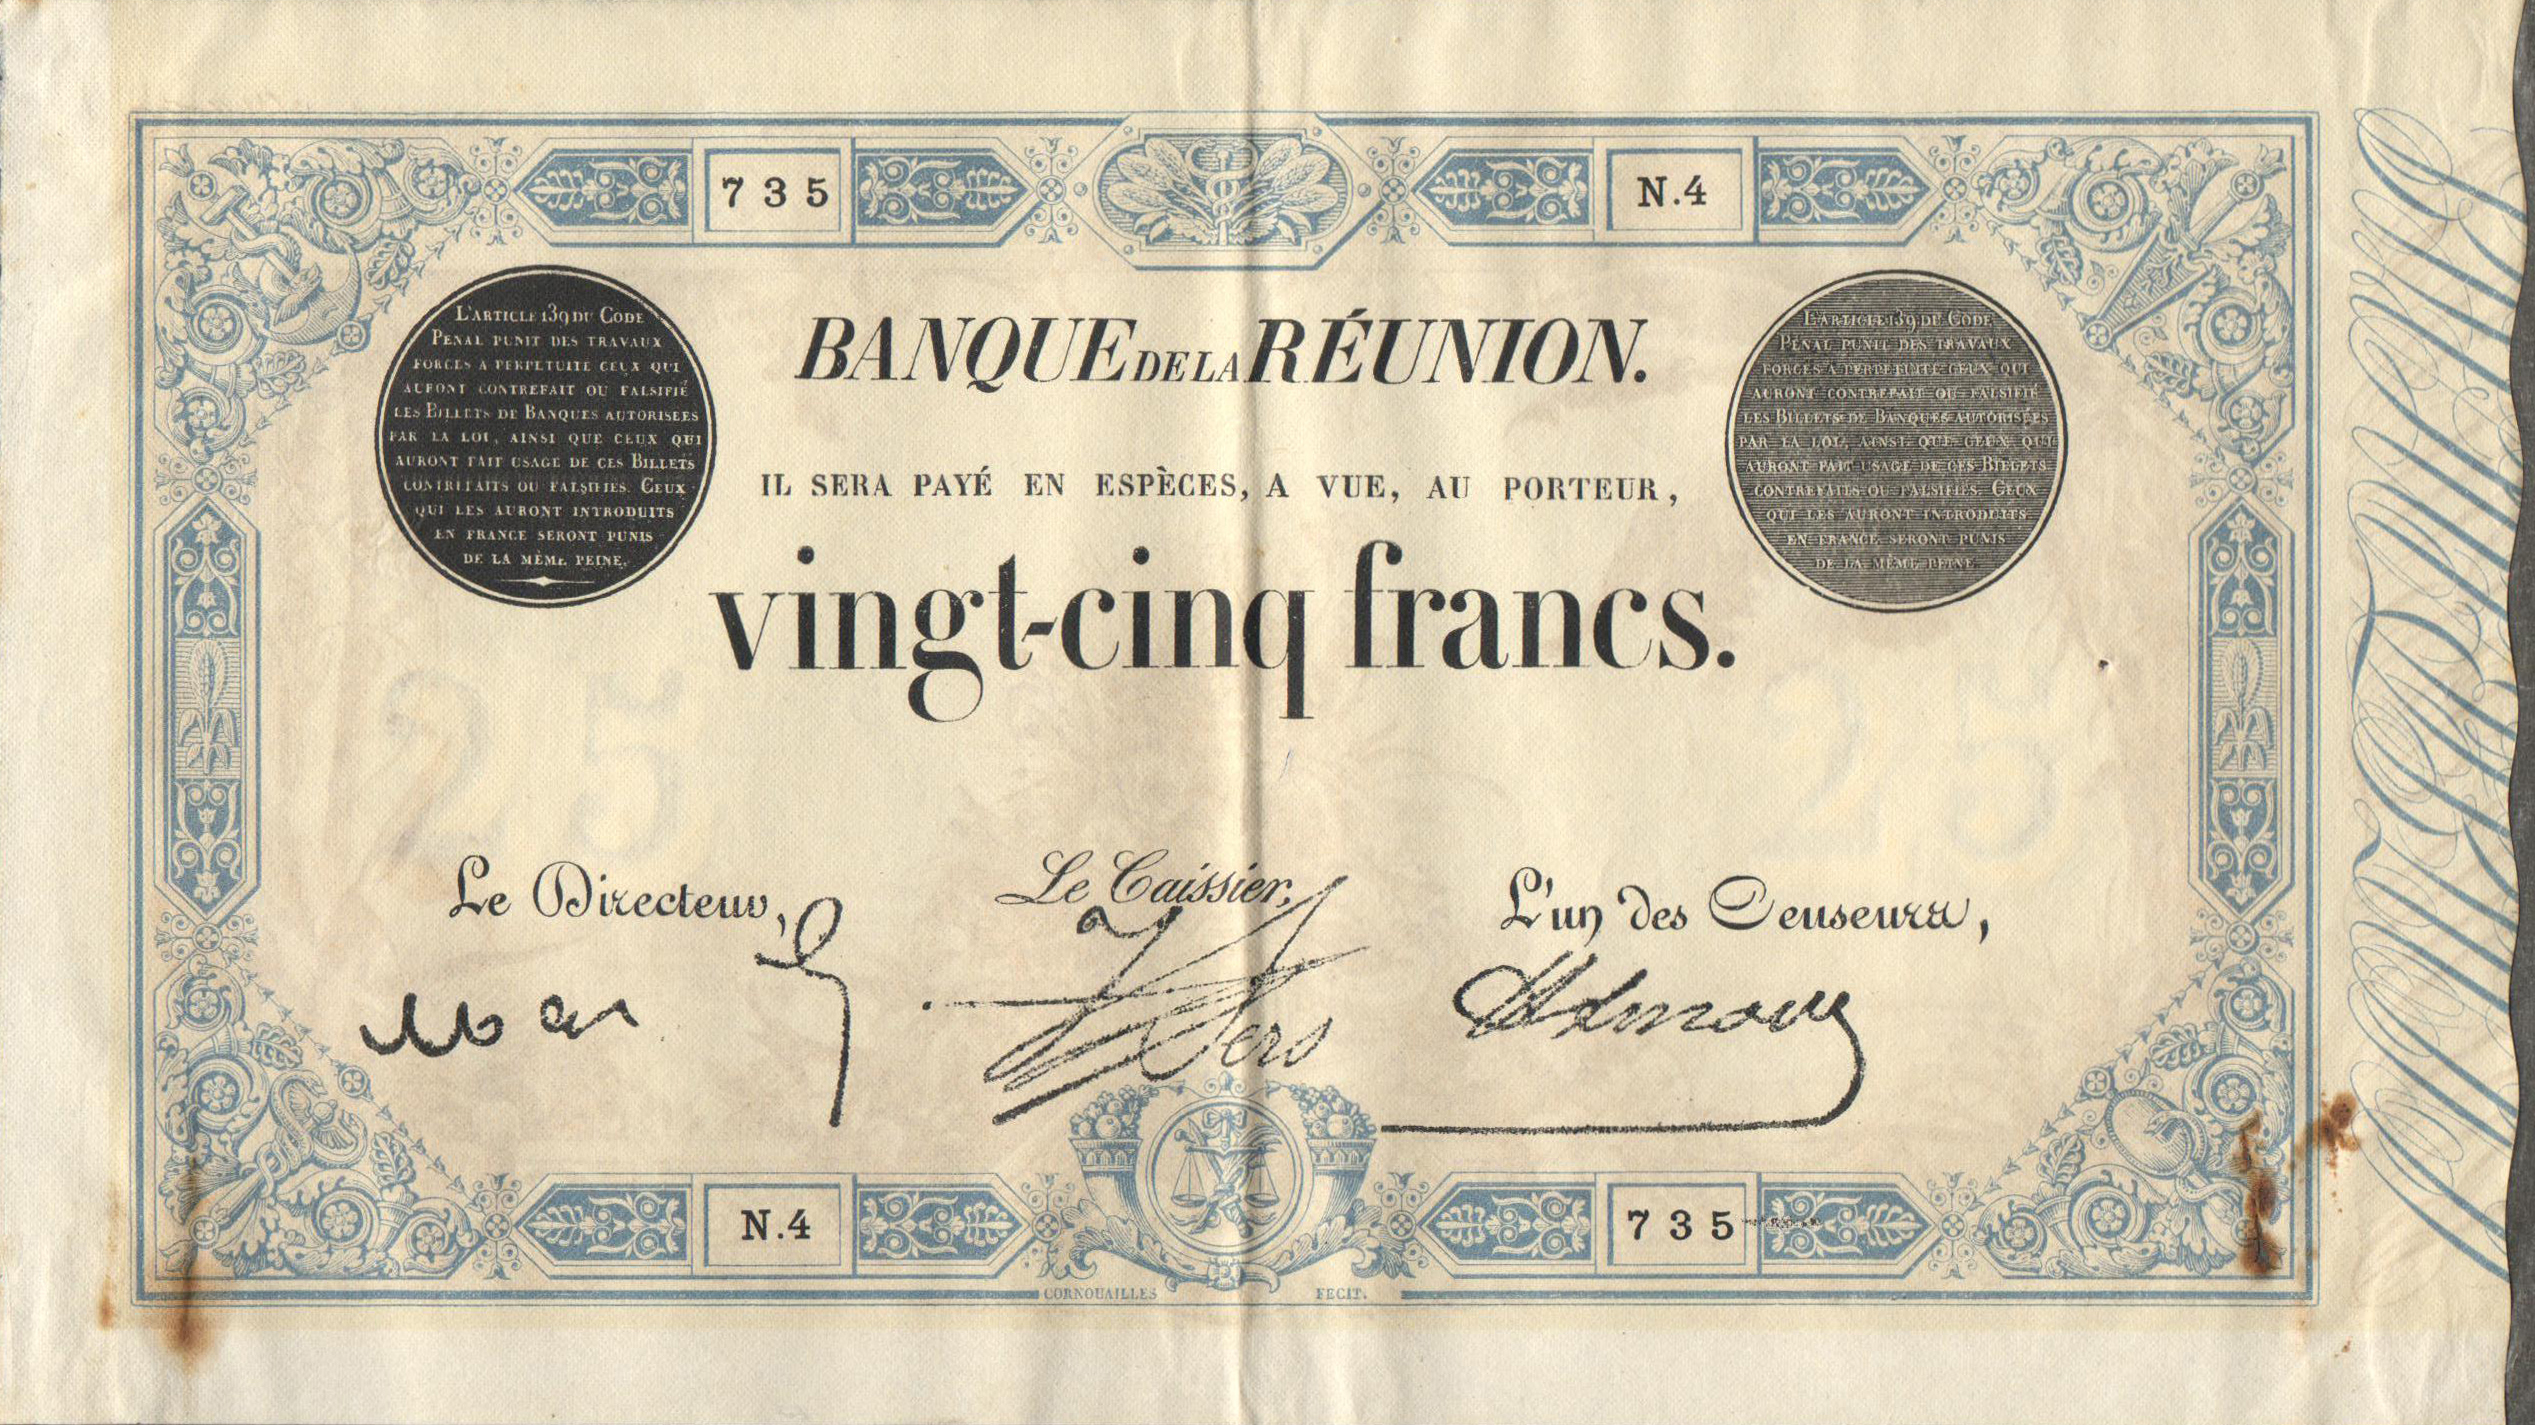 735
N.4
L'ARTICLE 139 DU CODE
PENAL PUNIT DES TRAVAUX
FORCES A PERPETUITE CEUX QUI
AURONT CONTREFAIT OU FALSIFIÉ
LES BILLETS DE BANQUES AUTORISEES
PAR LA LOI, AINSI QUE CEUX QUI
AURONT FAIT USAGE DE CES BILLETS
CONTREFAITS OU FALSIFIES. CEUX
QUI LES AURONT INTRODUITS
EN FRANCE SERONT PUNIS
DE LA MÊME PEINE.
BANQUE DE LA RÉUNION.
L'ARTICLE 139 DU CODE
PÉNAL PUNIT DES TRAVAUX
FORCES A PERPETUITE CEUX QUI
AURONT CONTREFAIT OU FALSIFIÉ
LES BILLETS DE BANQUES AUTORISÉES
PAR LA LOI, AINSI QUE CEUX QUI
AURONT FAIT USAGE DE CES BILLETS
CONTREFAITS OU FALSIFIÉS. CEUX
QUI LES AURONT INTRODUITS
EN FRANCE SERONT PUNIS
DE LA MÊME PEINE.
IL SERA PAYÉ EN ESPÈCES, A VUE, AU PORTEUR,
vingt-cinq francs.
25
25
Le Directeur,
Le Caissier,
L'un des Censeurs,
N.4
735
CORNOUAILLES FECIT.